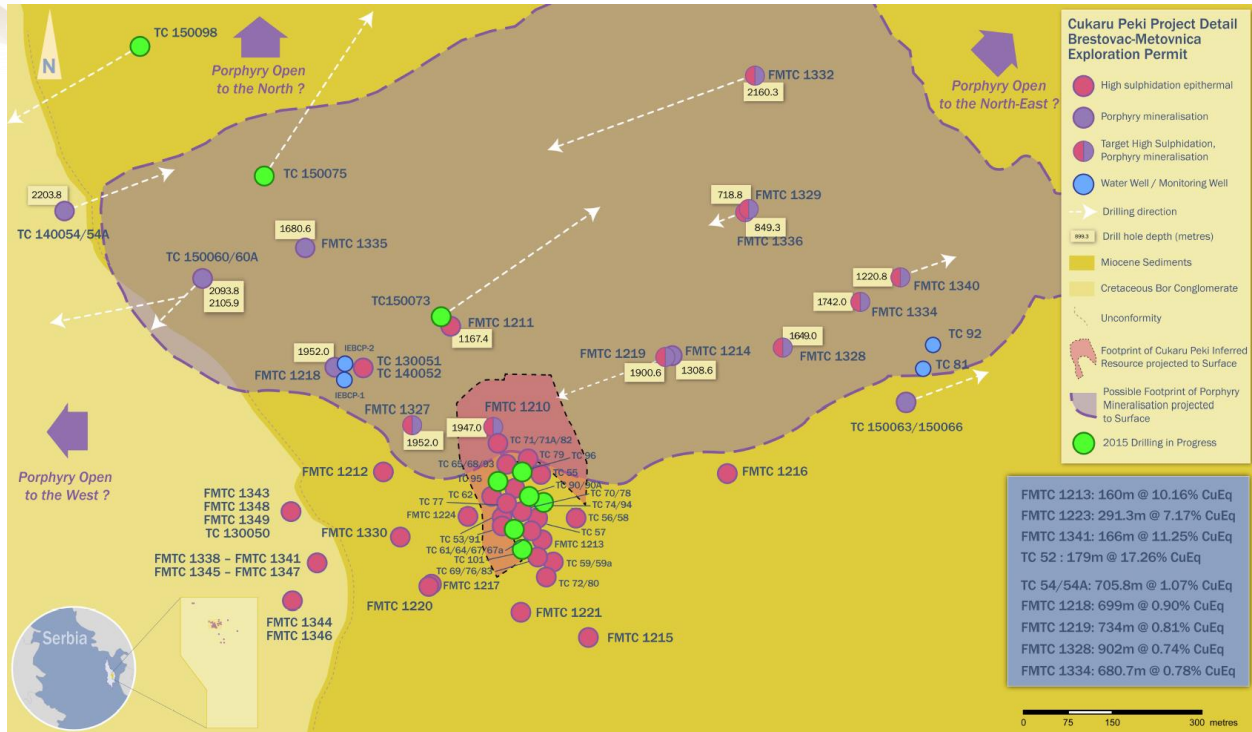 TC 150098
N
Porphyry Open
to the North ?
FMTC 1332
2160.3
Porphyry Open
to the North-East ?
TC 150075
2203.8
TC 140054/54A
1680.6
FMTC 1335
718.8
FMTC 1329
849.3
FMTC 1336
TC 150060/60A
2093.8
2105.9
1220.8
FMTC 1340
1742.0
FMTC 1334
TC150073
FMTC 1211
1167.4
1649.0
FMTC 1328
TC 92
TC 81
IEBCP-2
1952.0
FMTC 1218
TC 130051
TC 140052
IEBCP-1
FMTC 1219
1900.6
FMTC 1214
1308.6
TC 150063/150066
FMTC 1327
1952.0
FMTC 1210
1947.0
Porphyry Open
to the West ?
TC 71/71A/82
TC 79
TC 96
TC 65/68/93
TC 55
TC 95
TC 90/90A
TC 62
TC 70/78
TC 77
TC 74/94
FMTC 1224
TC 56/58
TC 53/91
TC 57
TC 61/64/67/67a
FMTC 1213
TC 101
TC 59/59a
TC 69/76/83
TC 72/80
FMTC 1212
FMTC 1216
FMTC 1343
FMTC 1348
FMTC 1349
TC 130050
FMTC 1330
FMTC 1338 – FMTC 1341
FMTC 1345 – FMTC 1347
FMTC 1217
FMTC 1220
FMTC 1344
FMTC 1346
FMTC 1221
FMTC 1215
Serbia
Cukaru Peki Project Detail
Brestovac-Metovnica
Exploration Permit
High sulphidation epithermal
Porphyry mineralisation
Target High Sulphidation,
Porphyry mineralisation
Water Well / Monitoring Well
Drilling direction
899.3
Drill hole depth (metres)
Miocene Sediments
Cretaceous Bor Conglomerate
Unconformity
Footprint of Cukaru Peki Inferred
Resource projected to Surface
Possible Footprint of Porphyry
Mineralisation projected
to Surface
2015 Drilling in Progress
FMTC 1213: 160m @ 10.16% CuEq
FMTC 1223: 291.3m @ 7.17% CuEq
FMTC 1341: 166m @ 11.25% CuEq
TC 52 : 179m @ 17.26% CuEq
TC 54/54A: 705.8m @ 1.07% CuEq
FMTC 1218: 699m @ 0.90% CuEq
FMTC 1219: 734m @ 0.81% CuEq
FMTC 1328: 902m @ 0.74% CuEq
FMTC 1334: 680.7m @ 0.78% CuEq
0 75 150 300 metres